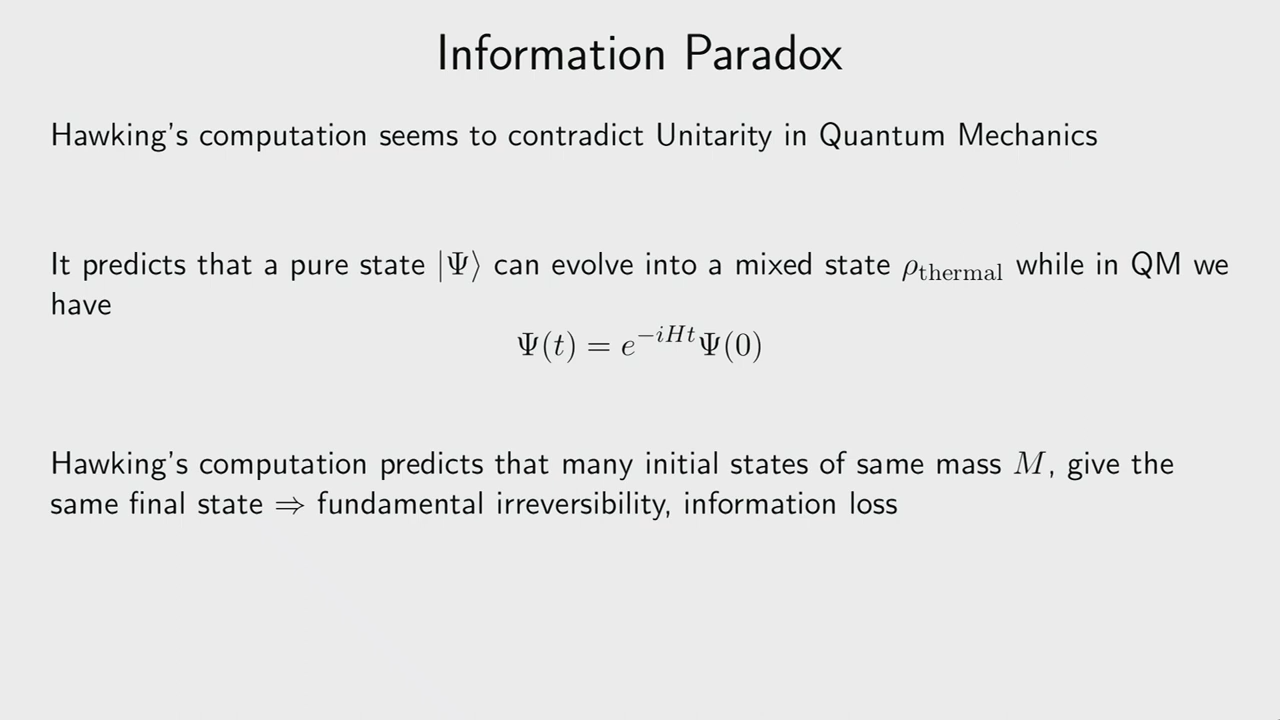 Information Paradox
Hawking's computation seems to contradict Unitarity in Quantum Mechanics
It predicts that a pure state |Ψ⟩ can evolve into a mixed state ρ_thermal while in QM we
have
Ψ(t) = e^{−iHt}Ψ(0)
Hawking's computation predicts that many initial states of same mass M, give the
same final state ⇒ fundamental irreversibility, information loss